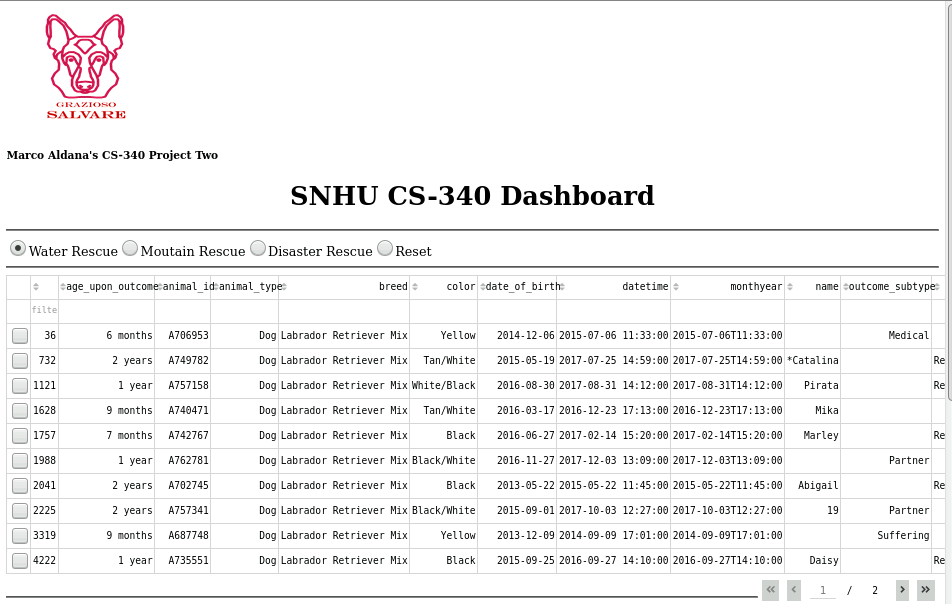 GRAZIOSO
SALVARE
Marco Aldana's CS-340 Project Two
SNHU CS-340 Dashboard
Water Rescue Moutain Rescue Disaster Rescue Reset
age_upon_outcome animal_id animal_type breed color date_of_birth datetime monthyear name outcome_subtype
filte
36 6 months A706953 Dog Labrador Retriever Mix Yellow 2014-12-06 2015-07-06 11:33:00 2015-07-06T11:33:00 Medical
732 2 years A749782 Dog Labrador Retriever Mix Tan/White 2015-05-19 2017-07-25 14:59:00 2017-07-25T14:59:00 *Catalina Re
1121 1 year A757158 Dog Labrador Retriever Mix White/Black 2016-08-30 2017-08-31 14:12:00 2017-08-31T14:12:00 Pirata Re
1628 9 months A740471 Dog Labrador Retriever Mix Tan/White 2016-03-17 2016-12-23 17:13:00 2016-12-23T17:13:00 Mika
1757 7 months A742767 Dog Labrador Retriever Mix Black 2016-06-27 2017-02-14 15:20:00 2017-02-14T15:20:00 Marley Re
1988 1 year A762781 Dog Labrador Retriever Mix Black/White 2016-11-27 2017-12-03 13:09:00 2017-12-03T13:09:00 Partner
2041 2 years A702745 Dog Labrador Retriever Mix Black 2013-05-22 2015-05-22 11:45:00 2015-05-22T11:45:00 Abigail Re
2225 2 years A757341 Dog Labrador Retriever Mix Black/White 2015-09-01 2017-10-03 12:27:00 2017-10-03T12:27:00 19 Partner
3319 9 months A687748 Dog Labrador Retriever Mix Yellow 2013-12-09 2014-09-09 17:01:00 2014-09-09T17:01:00 Suffering
4222 1 year A735551 Dog Labrador Retriever Mix Black 2015-09-25 2016-09-27 14:10:00 2016-09-27T14:10:00 Daisy Re
« ‹ 1 / 2 › »